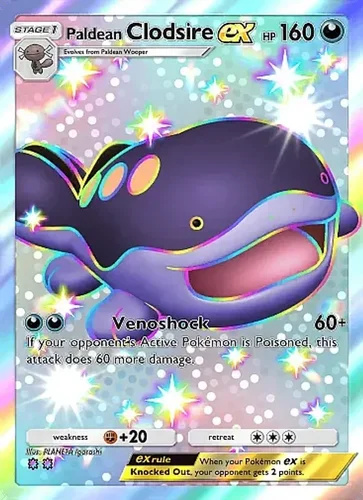 STAGE 1 Paldean Clodsire ex HP 160
Evolves from Paldean Wooper
Venoshock 60+
If your opponent's Active Pokémon is Poisoned, this
attack does 60 more damage.
weakness +20 retreat
Illus. PLANETA Igarashi
ex rule When your Pokémon ex is
Knocked Out, your opponent gets 2 points.